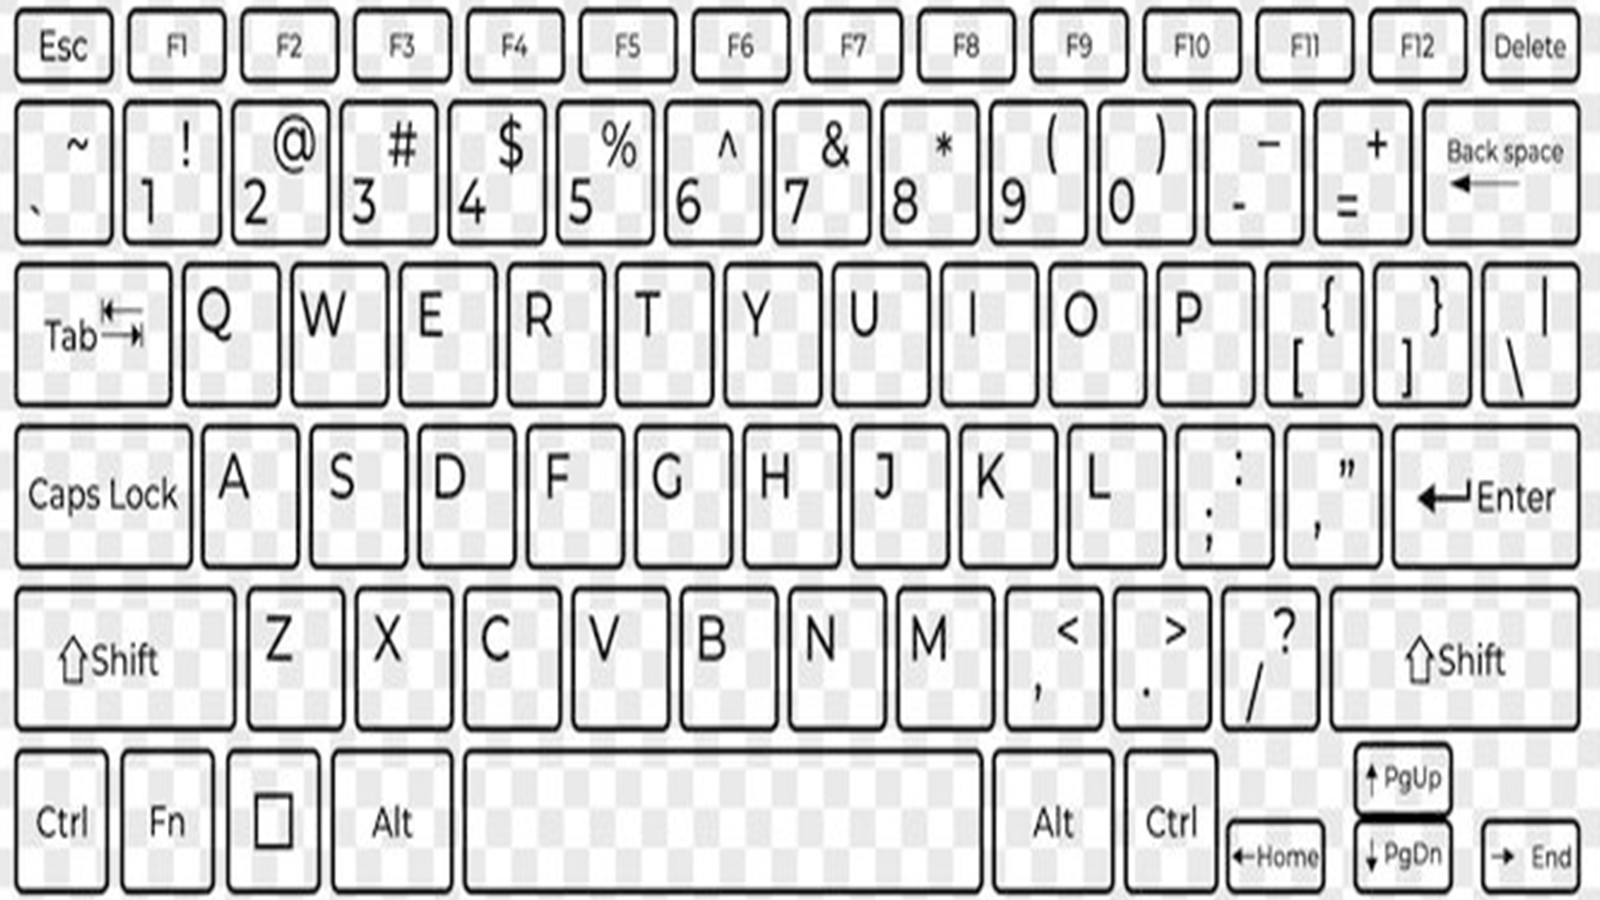 Esc F1 F2 F3 F4 F5 F6 F7 F8 F9 F10 F11 F12 Delete
~ ! @ # $ % ^ & * ( ) _ + Back space
` 1 2 3 4 5 6 7 8 9 0 - = ←
Tab Q W E R T Y U I O P { } |
[ ] \
Caps Lock A S D F G H J K L : ” Enter
; ,
Shift Z X C V B N M < > ? Shift
, . /
Ctrl Fn Alt Alt Ctrl ↑ PgUp
←Home ↓ PgDn → End